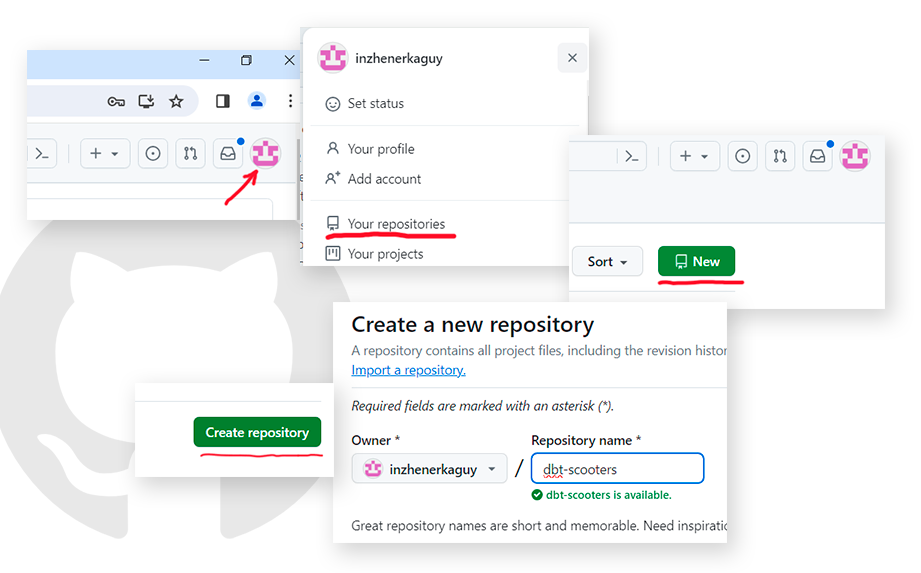 inzhenerkaguy
Set status
Your profile
Add account
Your repositories
Your projects
Sort
New
Create a new repository
A repository contains all project files, including the revision histor
Import a repository.
Required fields are marked with an asterisk (*).
Owner *
Repository name *
inzhenerkaguy
/
dbt-scooters
dbt-scooters is available.
Great repository names are short and memorable. Need inspiratio
Create repository